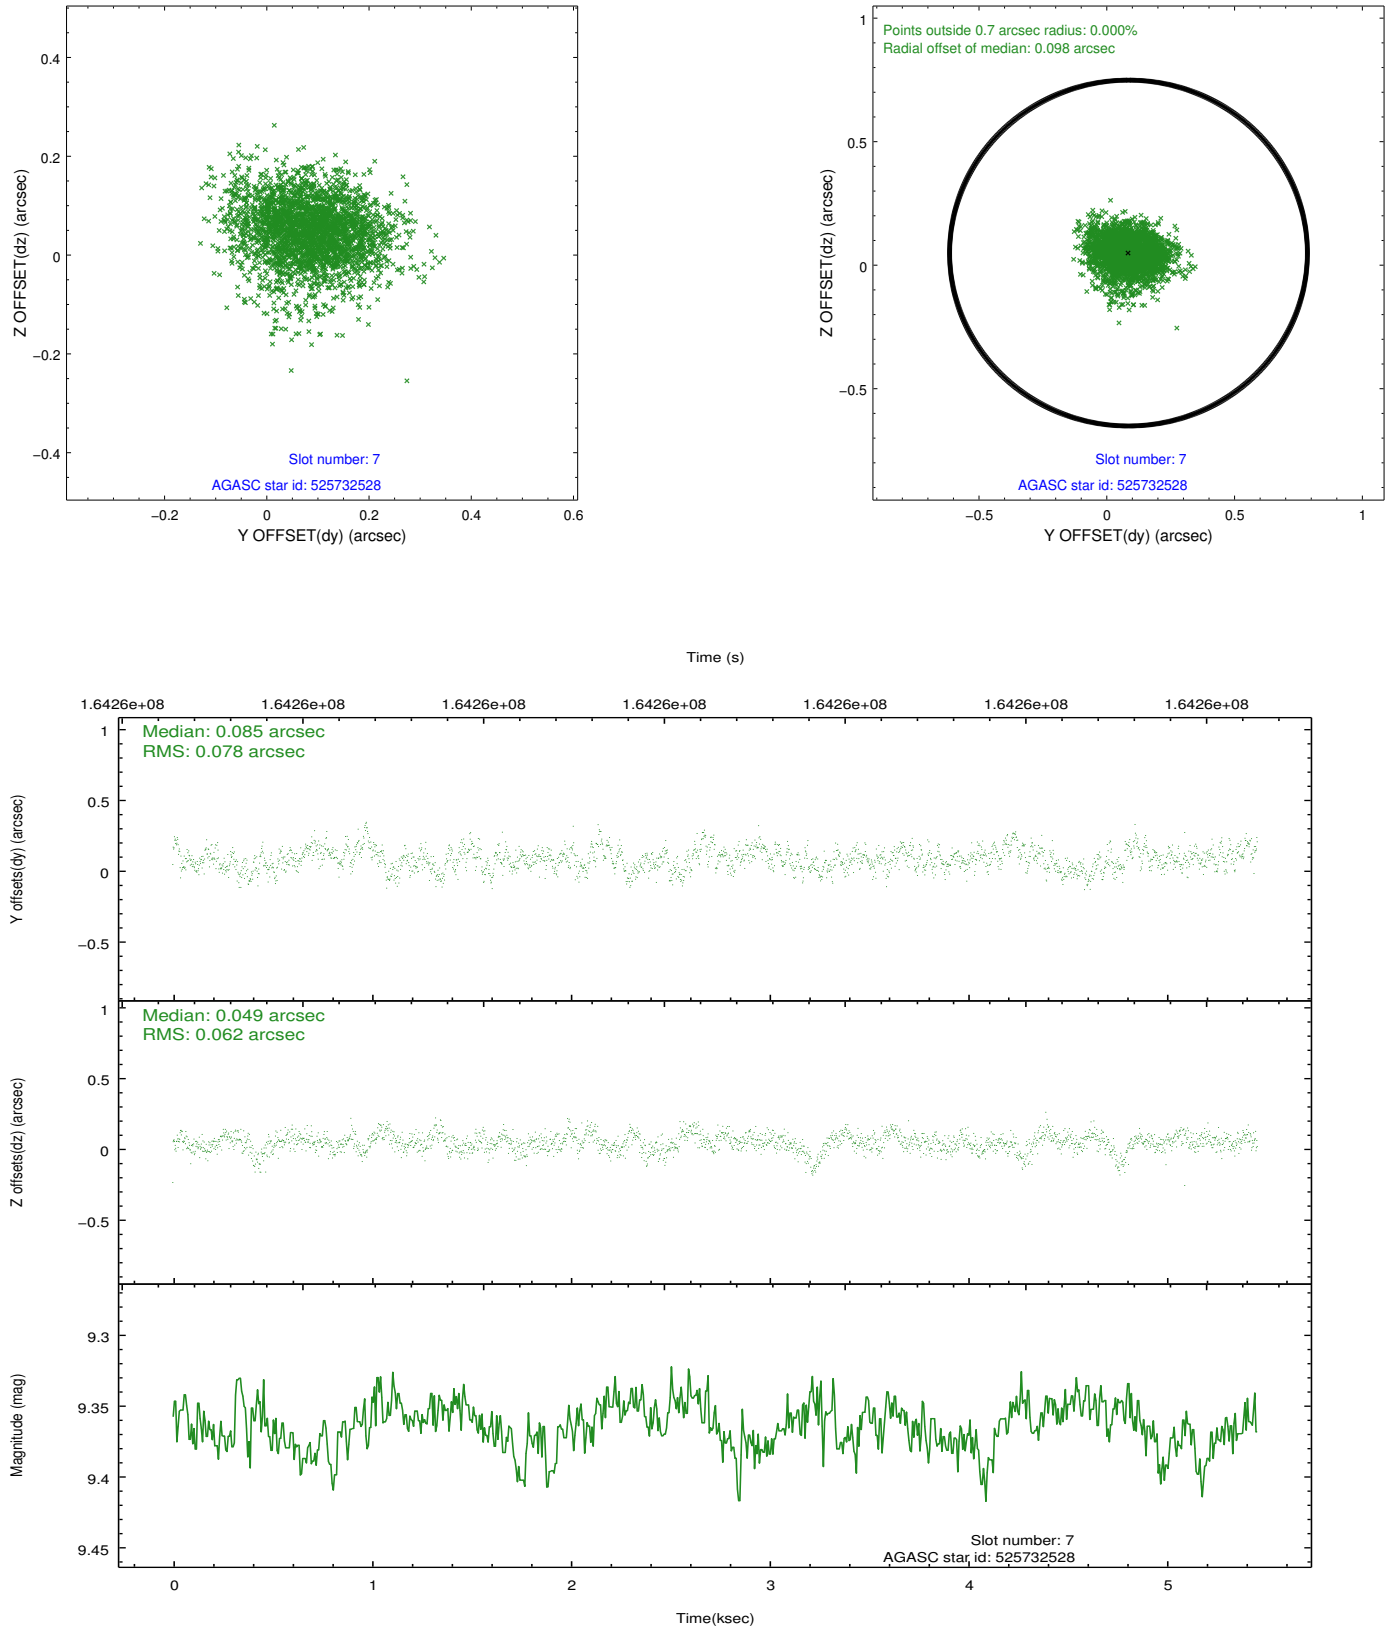 0.4
0.2
0
−0.2
−0.4
Z OFFSET(dz) (arcsec)
Slot number: 7
AGASC star id: 525732528
−0.2 0 0.2 0.4 0.6
Y OFFSET(dy) (arcsec)
Points outside 0.7 arcsec radius: 0.000%
Radial offset of median: 0.098 arcsec
1
0.5
0
−0.5
Z OFFSET(dz) (arcsec)
Slot number: 7
AGASC star id: 525732528
−0.5 0 0.5 1
Y OFFSET(dy) (arcsec)
Time (s)
1.6426e+08 1.6426e+08 1.6426e+08 1.6426e+08 1.6426e+08 1.6426e+08 1.6426e+08
Median: 0.085 arcsec
RMS: 0.078 arcsec
1
0.5
0
−0.5
Y offsets(dy) (arcsec)
Median: 0.049 arcsec
RMS: 0.062 arcsec
1
0.5
0
−0.5
Z offsets(dz) (arcsec)
9.3
9.35
9.4
9.45
Magnitude (mag)
Slot number: 7
AGASC star id: 525732528
0 1 2 3 4 5
Time(ksec)